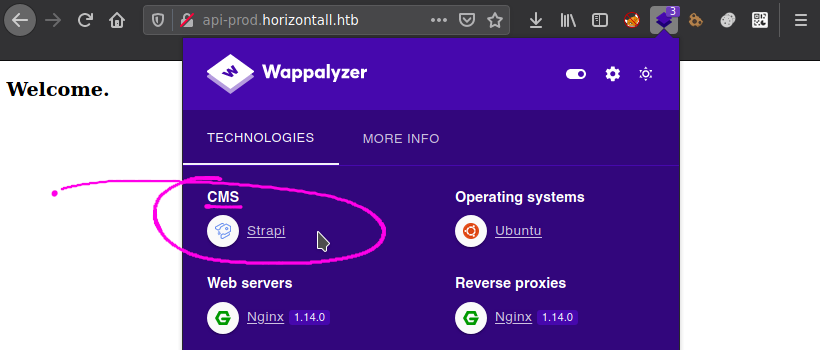 api-prod.horizontall.htb
3
Welcome.
W Wappalyzer
TECHNOLOGIES MORE INFO
CMS Operating systems
Strapi Ubuntu
Web servers Reverse proxies
Nginx 1.14.0 Nginx 1.14.0